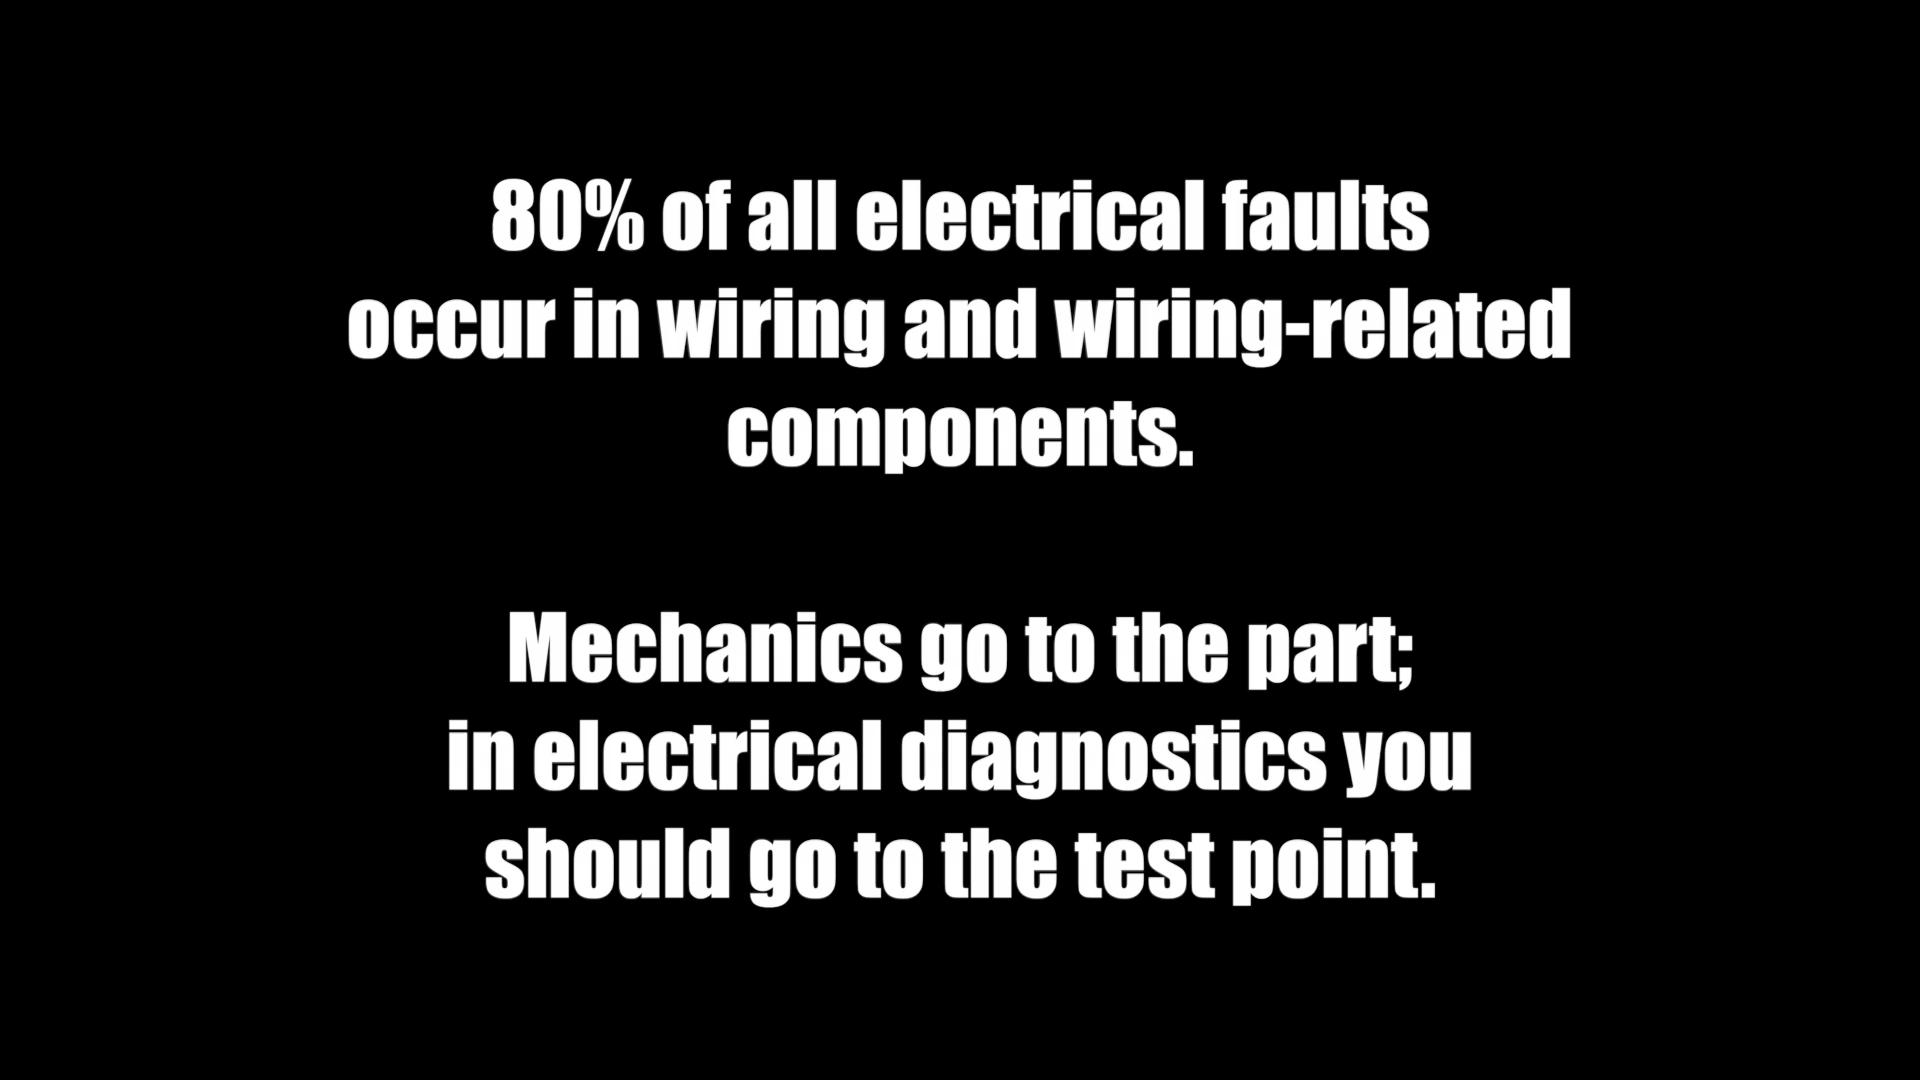 80% of all electrical faults
occur in wiring and wiring-related
components.
Mechanics go to the part;
in electrical diagnostics you
should go to the test point.